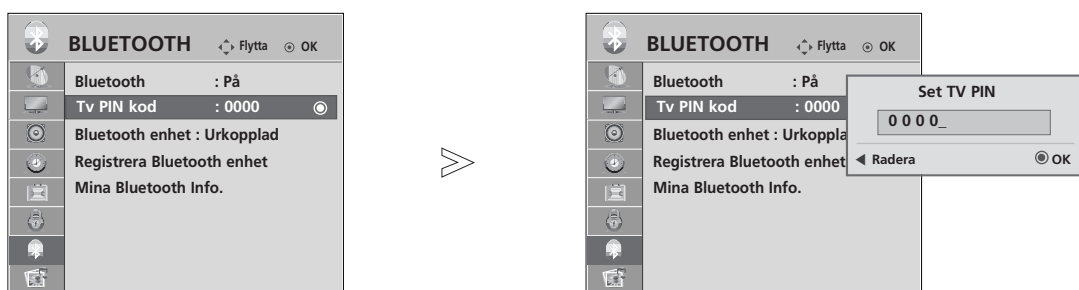 BLUETOOTH Flytta OK
Bluetooth : På
Tv PIN kod : 0000
Bluetooth enhet : Urkopplad
Registrera Bluetooth enhet
Mina Bluetooth Info.
BLUETOOTH Flytta OK
Bluetooth : På
Tv PIN kod : 0000
Bluetooth enhet : Urkoppla
Registrera Bluetooth enhet
Mina Bluetooth Info.
Set TV PIN
0 0 0 0_
Radera OK